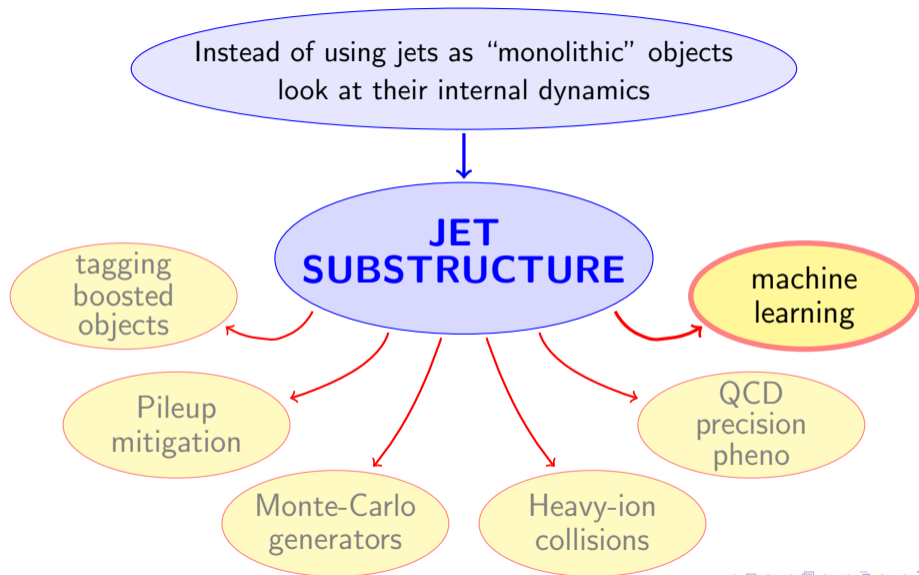 Instead of using jets as “monolithic” objects
look at their internal dynamics
JET
SUBSTRUCTURE
tagging
boosted
objects
machine
learning
Pileup
mitigation
QCD
precision
pheno
Monte-Carlo
generators
Heavy-ion
collisions